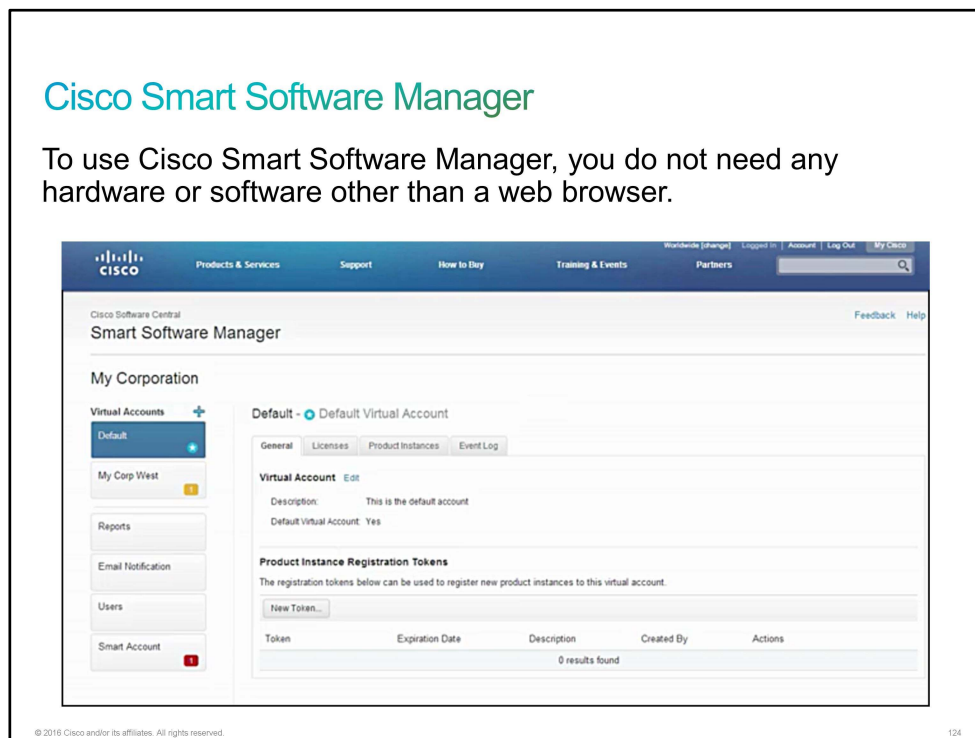 Cisco Smart Software Manager
To use Cisco Smart Software Manager, you do not need any
hardware or software other than a web browser.
Worldwide [change] Logged In | Account | Log Out My Cisco
CISCO Products & Services Support How to Buy Training & Events Partners
Cisco Software Central
Feedback Help
Smart Software Manager
My Corporation
Virtual Accounts
Default
My Corp West
1
Reports
Email Notification
Users
Smart Account
1
Default - Default Virtual Account
General Licenses Product Instances Event Log
Virtual Account Edit
Description: This is the default account
Default Virtual Account: Yes
Product Instance Registration Tokens
The registration tokens below can be used to register new product instances to this virtual account.
New Token...
Token Expiration Date Description Created By Actions
0 results found
© 2016 Cisco and/or its affiliates. All rights reserved.
124